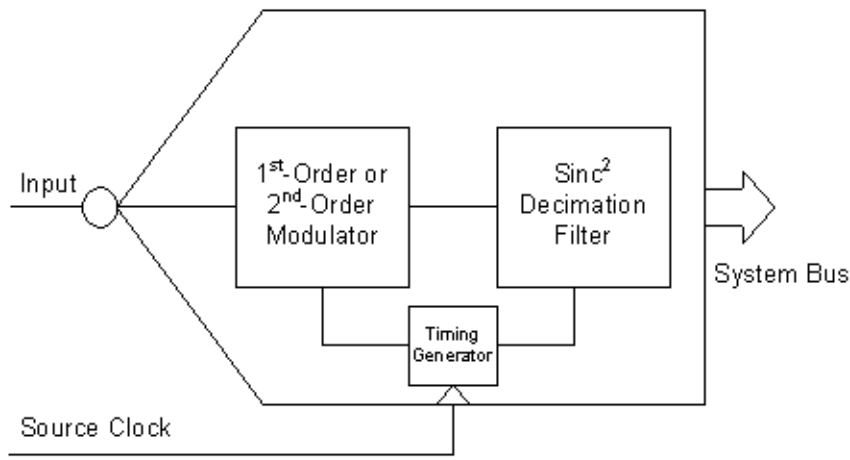 Input
1st-Order or
2nd-Order
Modulator
Sinc2
Decimation
Filter
System Bus
Timing
Generator
Source Clock